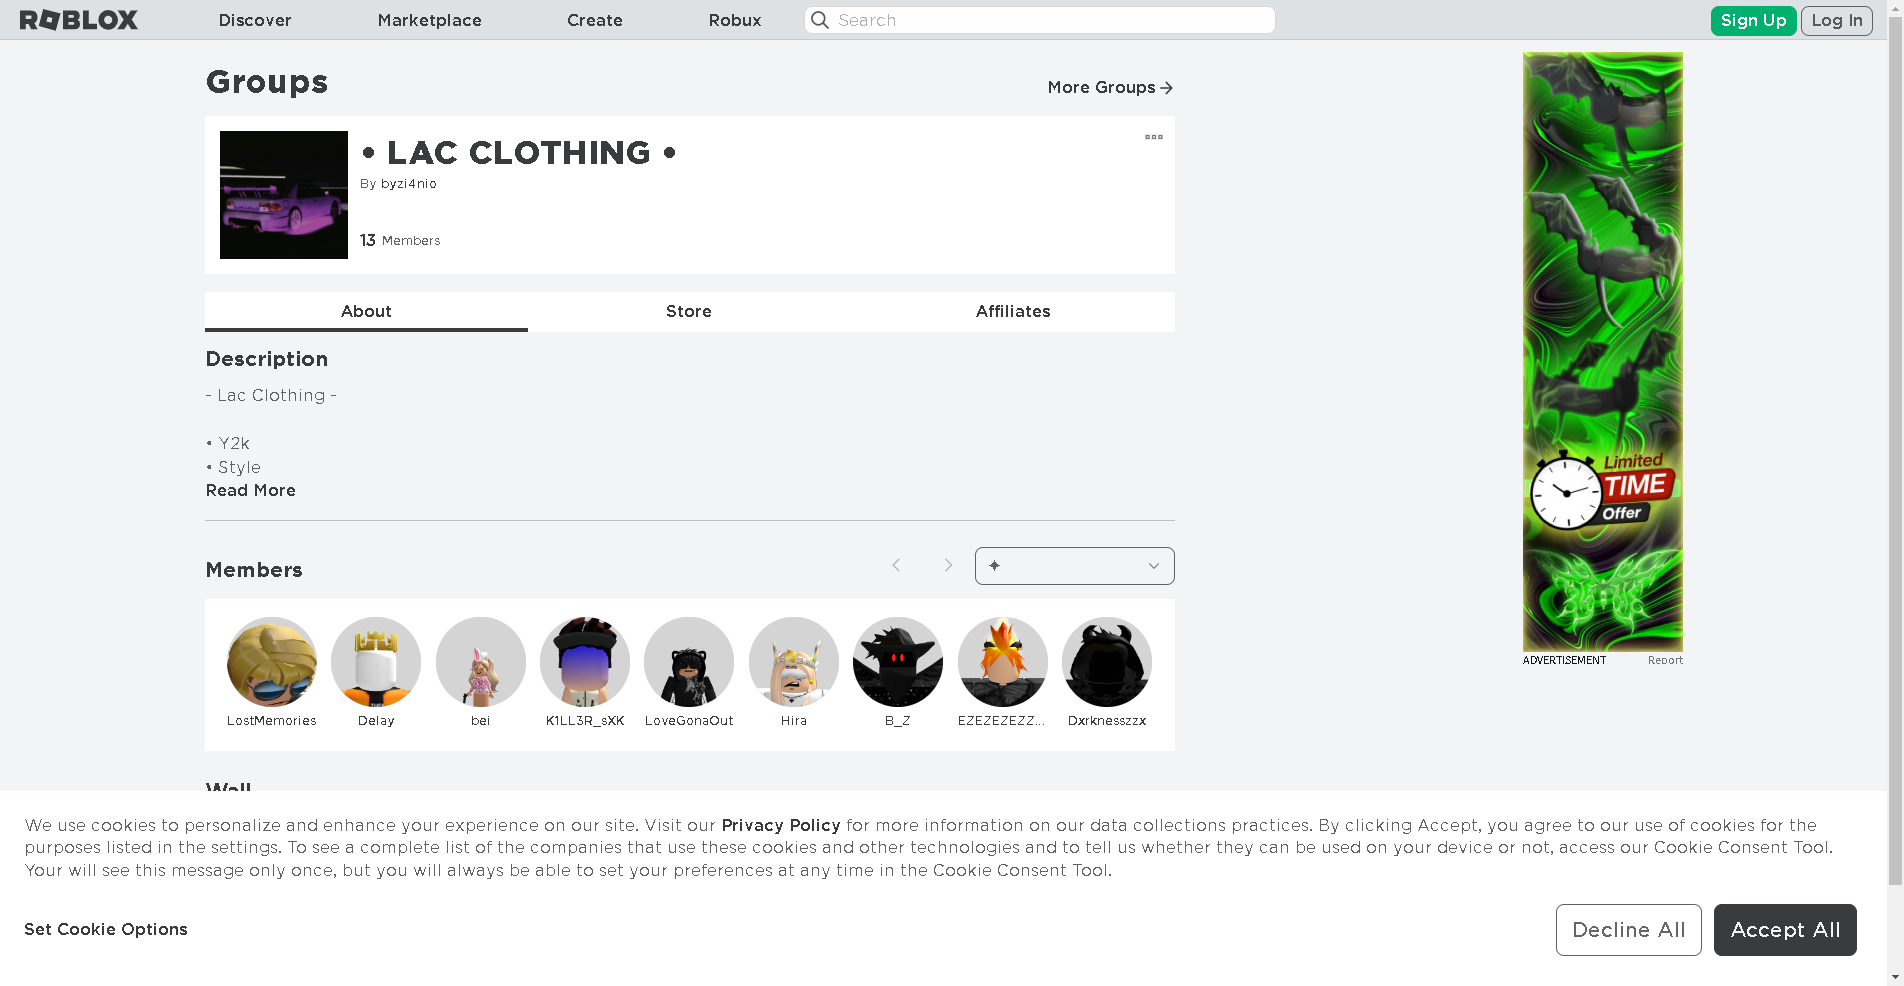 ROBLOX
Discover
Marketplace
Create
Robux
Search
Sign Up
Log In
Groups
More Groups
• LAC CLOTHING •
By byzi4nio
13 Members
About
Store
Affiliates
Description
- Lac Clothing -
• Y2k
• Style
Read More
Members
LostMemories
Delay
bei
K1LL3R_sXK
LoveGonaOut
Hira
B_Z
EZEZEZEZZ...
Dxrknesszzx
Wall
Limited
TIME
Offer
ADVERTISEMENT
Report
We use cookies to personalize and enhance your experience on our site. Visit our Privacy Policy for more information on our data collections practices. By clicking Accept, you agree to our use of cookies for the
purposes listed in the settings. To see a complete list of the companies that use these cookies and other technologies and to tell us whether they can be used on your device or not, access our Cookie Consent Tool.
Your will see this message only once, but you will always be able to set your preferences at any time in the Cookie Consent Tool.
Set Cookie Options
Decline All
Accept All